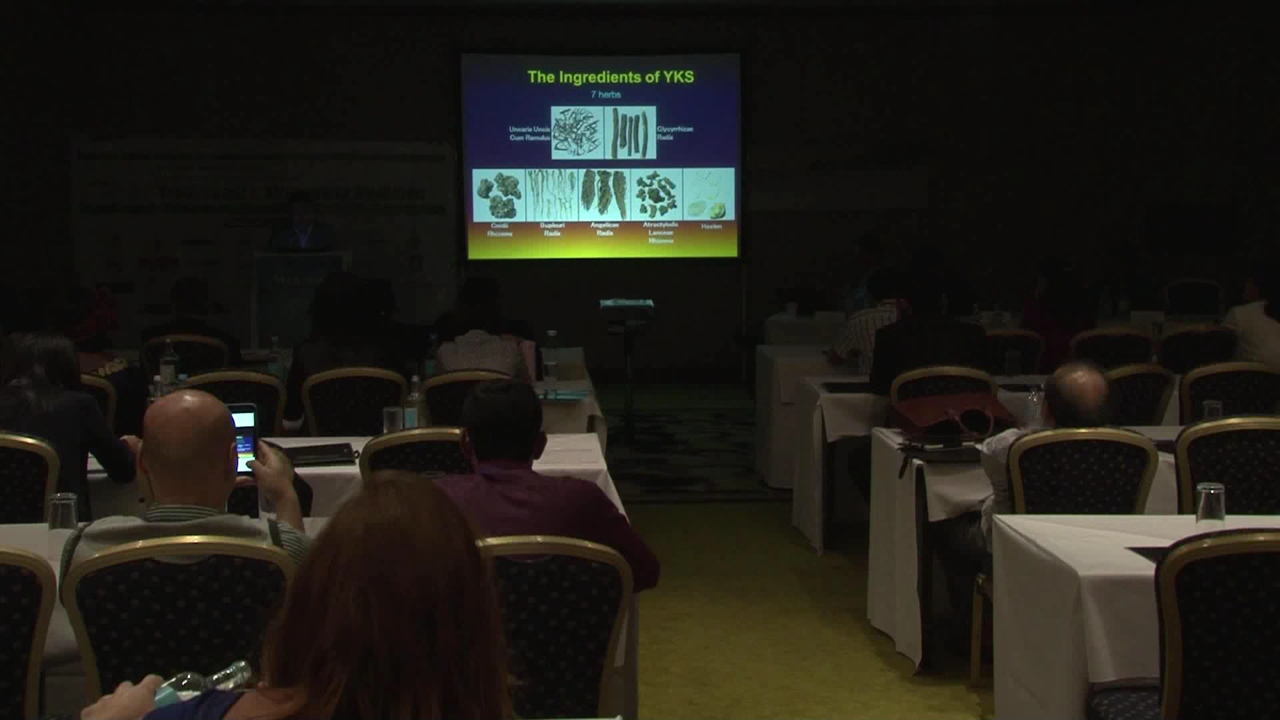 The Ingredients of YKS
7 herbs
Uncaria Uncis
Cum Ramulus
Glycyrrhizae
Radix
Cnidii
Rhizoma
Bupleuri
Radix
Angelicae
Radix
Atractylodis
Lanceae
Rhizoma
Hoelen